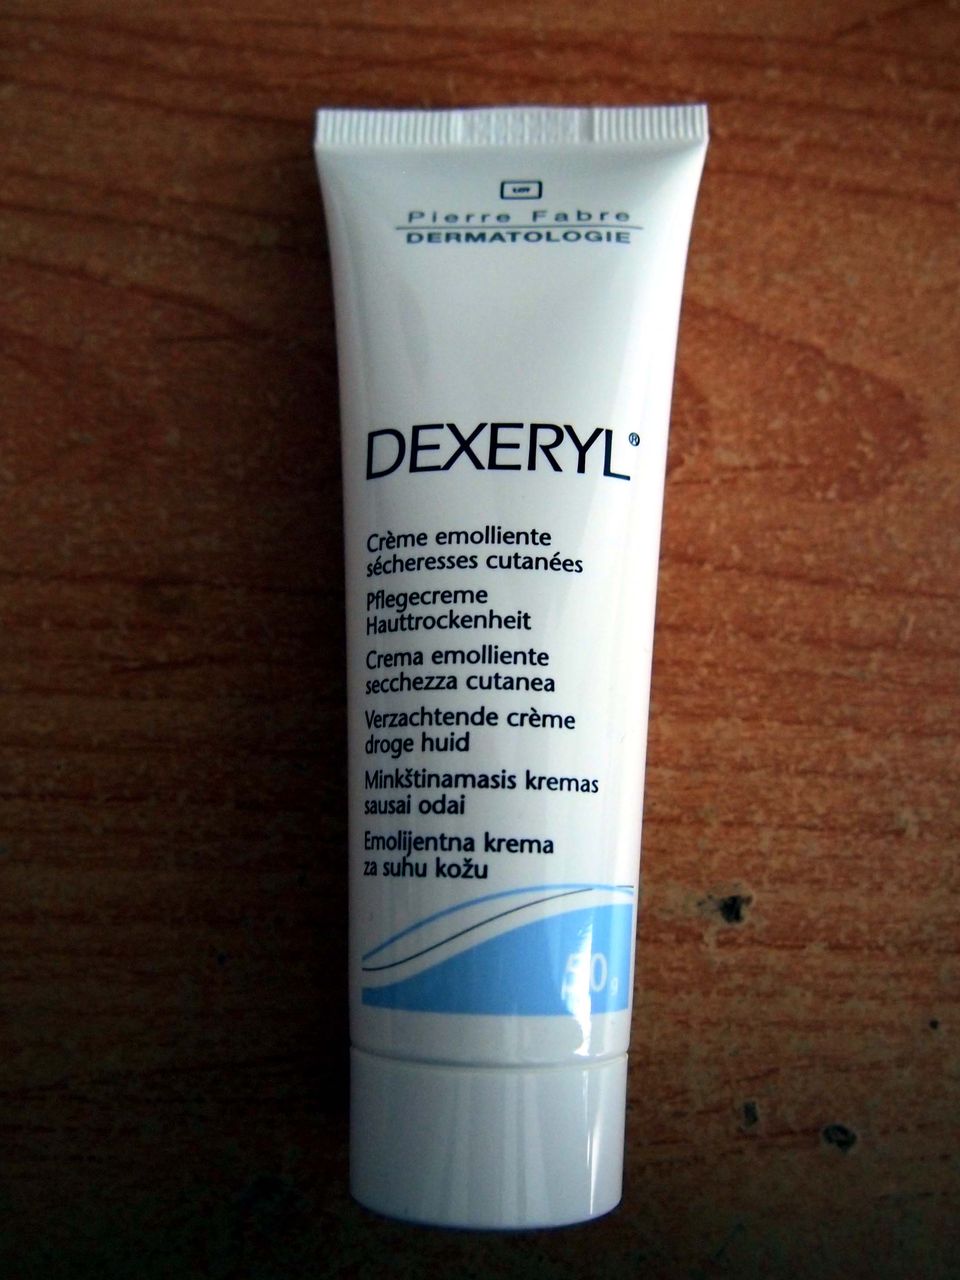 Pierre Fabre
DERMATOLOGIE
DEXERYL®
Crème emolliente
sécheresses cutanées
Pflegecreme
Hauttrockenheit
Crema emolliente
secchezza cutanea
Verzachtende crème
droge huid
Minkštinamasis kremas
sausai odai
Emolijentna krema
za suhu kožu
50 g